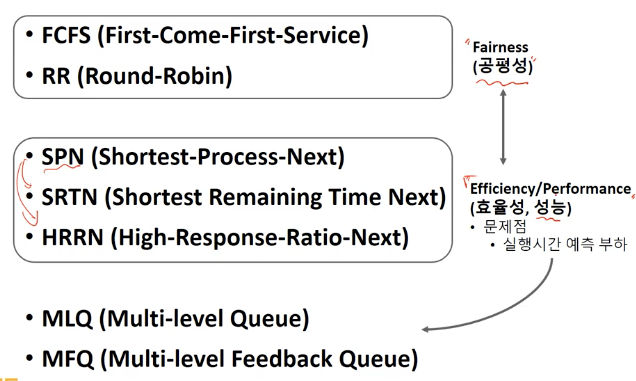 • FCFS (First-Come-First-Service)
• RR (Round-Robin)
"Fairness
(공평성)"
• SPN (Shortest-Process-Next)
• SRTN (Shortest Remaining Time Next)
• HRRN (High-Response-Ratio-Next)
"Efficiency/Performance"
(효율성, 성능)
• 문제점
• 실행시간 예측 부하
• MLQ (Multi-level Queue)
• MFQ (Multi-level Feedback Queue)